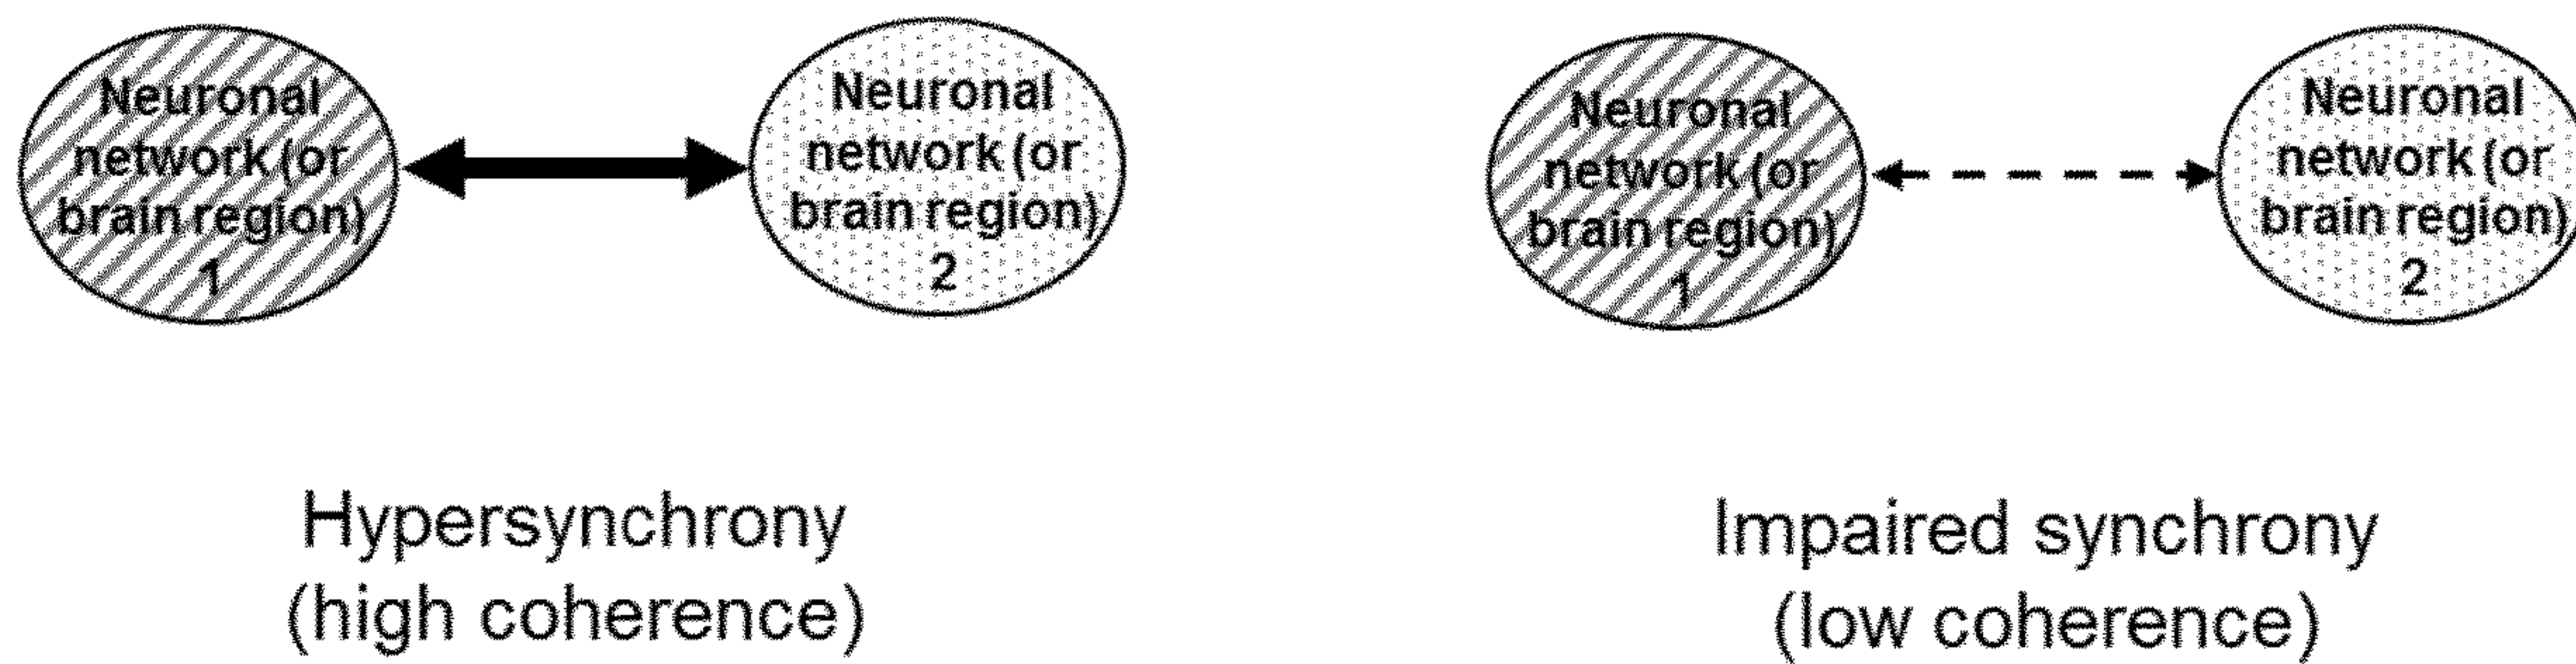 Neuronal
network (or
brain region)
1
Neuronal
network (or
brain region)
2
Hypersynchrony
(high coherence)
Neuronal
network (or
brain region)
1
Neuronal
network (or
brain region)
2
Impaired synchrony
(low coherence)